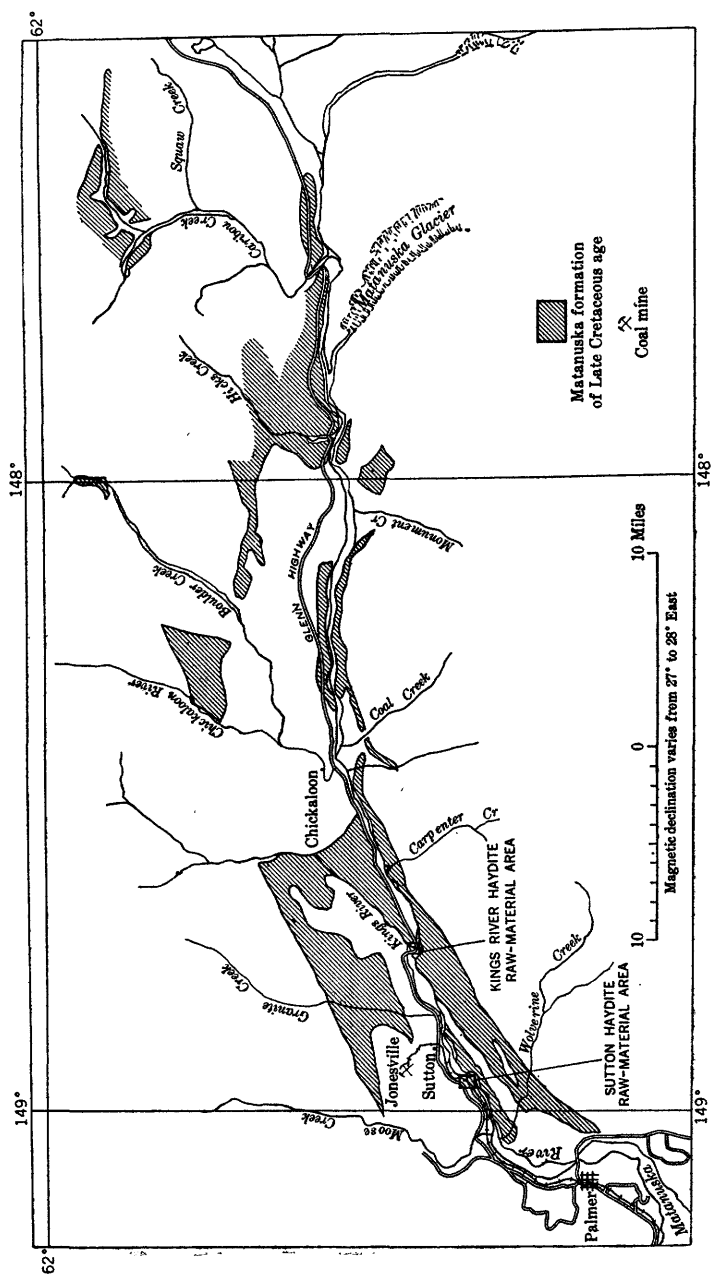 62°
62°
149°
148°
Squaw Creek
Caribou Creek
Matanuska Glacier
Hicks Creek
Boulder Creek
Chickaloon River
GLENN HIGHWAY
Monument Cr
Coal Creek
Chickaloon
Carpenter Cr
Kings River
KINGS RIVER HAYDITE
RAW-MATERIAL AREA
Granite Creek
Jonesville
Sutton
Wolverine Creek
SUTTON HAYDITE
RAW-MATERIAL AREA
Moose Creek
Palmer
Matanuska River
149°
148°
Matanuska formation
of Late Cretaceous age
Coal mine
10 0 10 Miles
Magnetic declination varies from 27° to 28° East